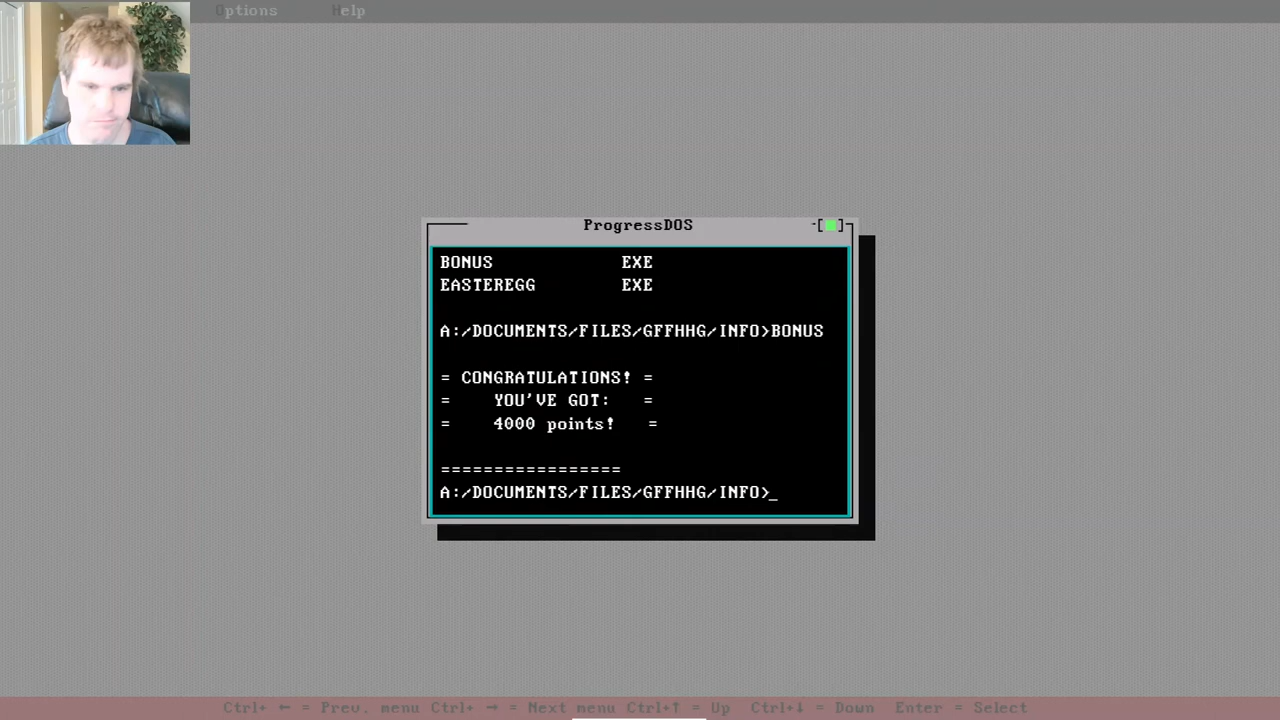 Options Help
ProgressDOS
-[■]
BONUS EXE
EASTEREGG EXE
A:/DOCUMENTS/FILES/GFFHHG/INFO>BONUS
= CONGRATULATIONS! =
= YOU'VE GOT: =
= 4000 points! =
=================
A:/DOCUMENTS/FILES/GFFHHG/INFO>_
Ctrl+ ← = Prev. menu Ctrl+ → = Next menu Ctrl+↑ = Up Ctrl+↓ = Down Enter = Select